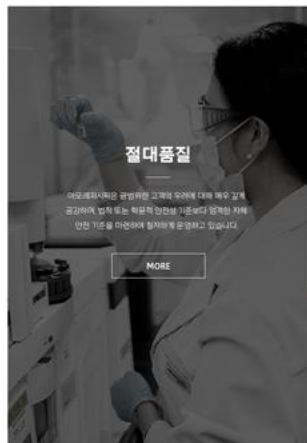 절대품질
아모레퍼시픽은 광범위한 고객의 우려에 대해 매우 깊게
공감하며, 법적 또는 학문적 안전성 기준보다 엄격한 자체
안전 기준을 마련하여 철저하게 운영하고 있습니다.
MORE